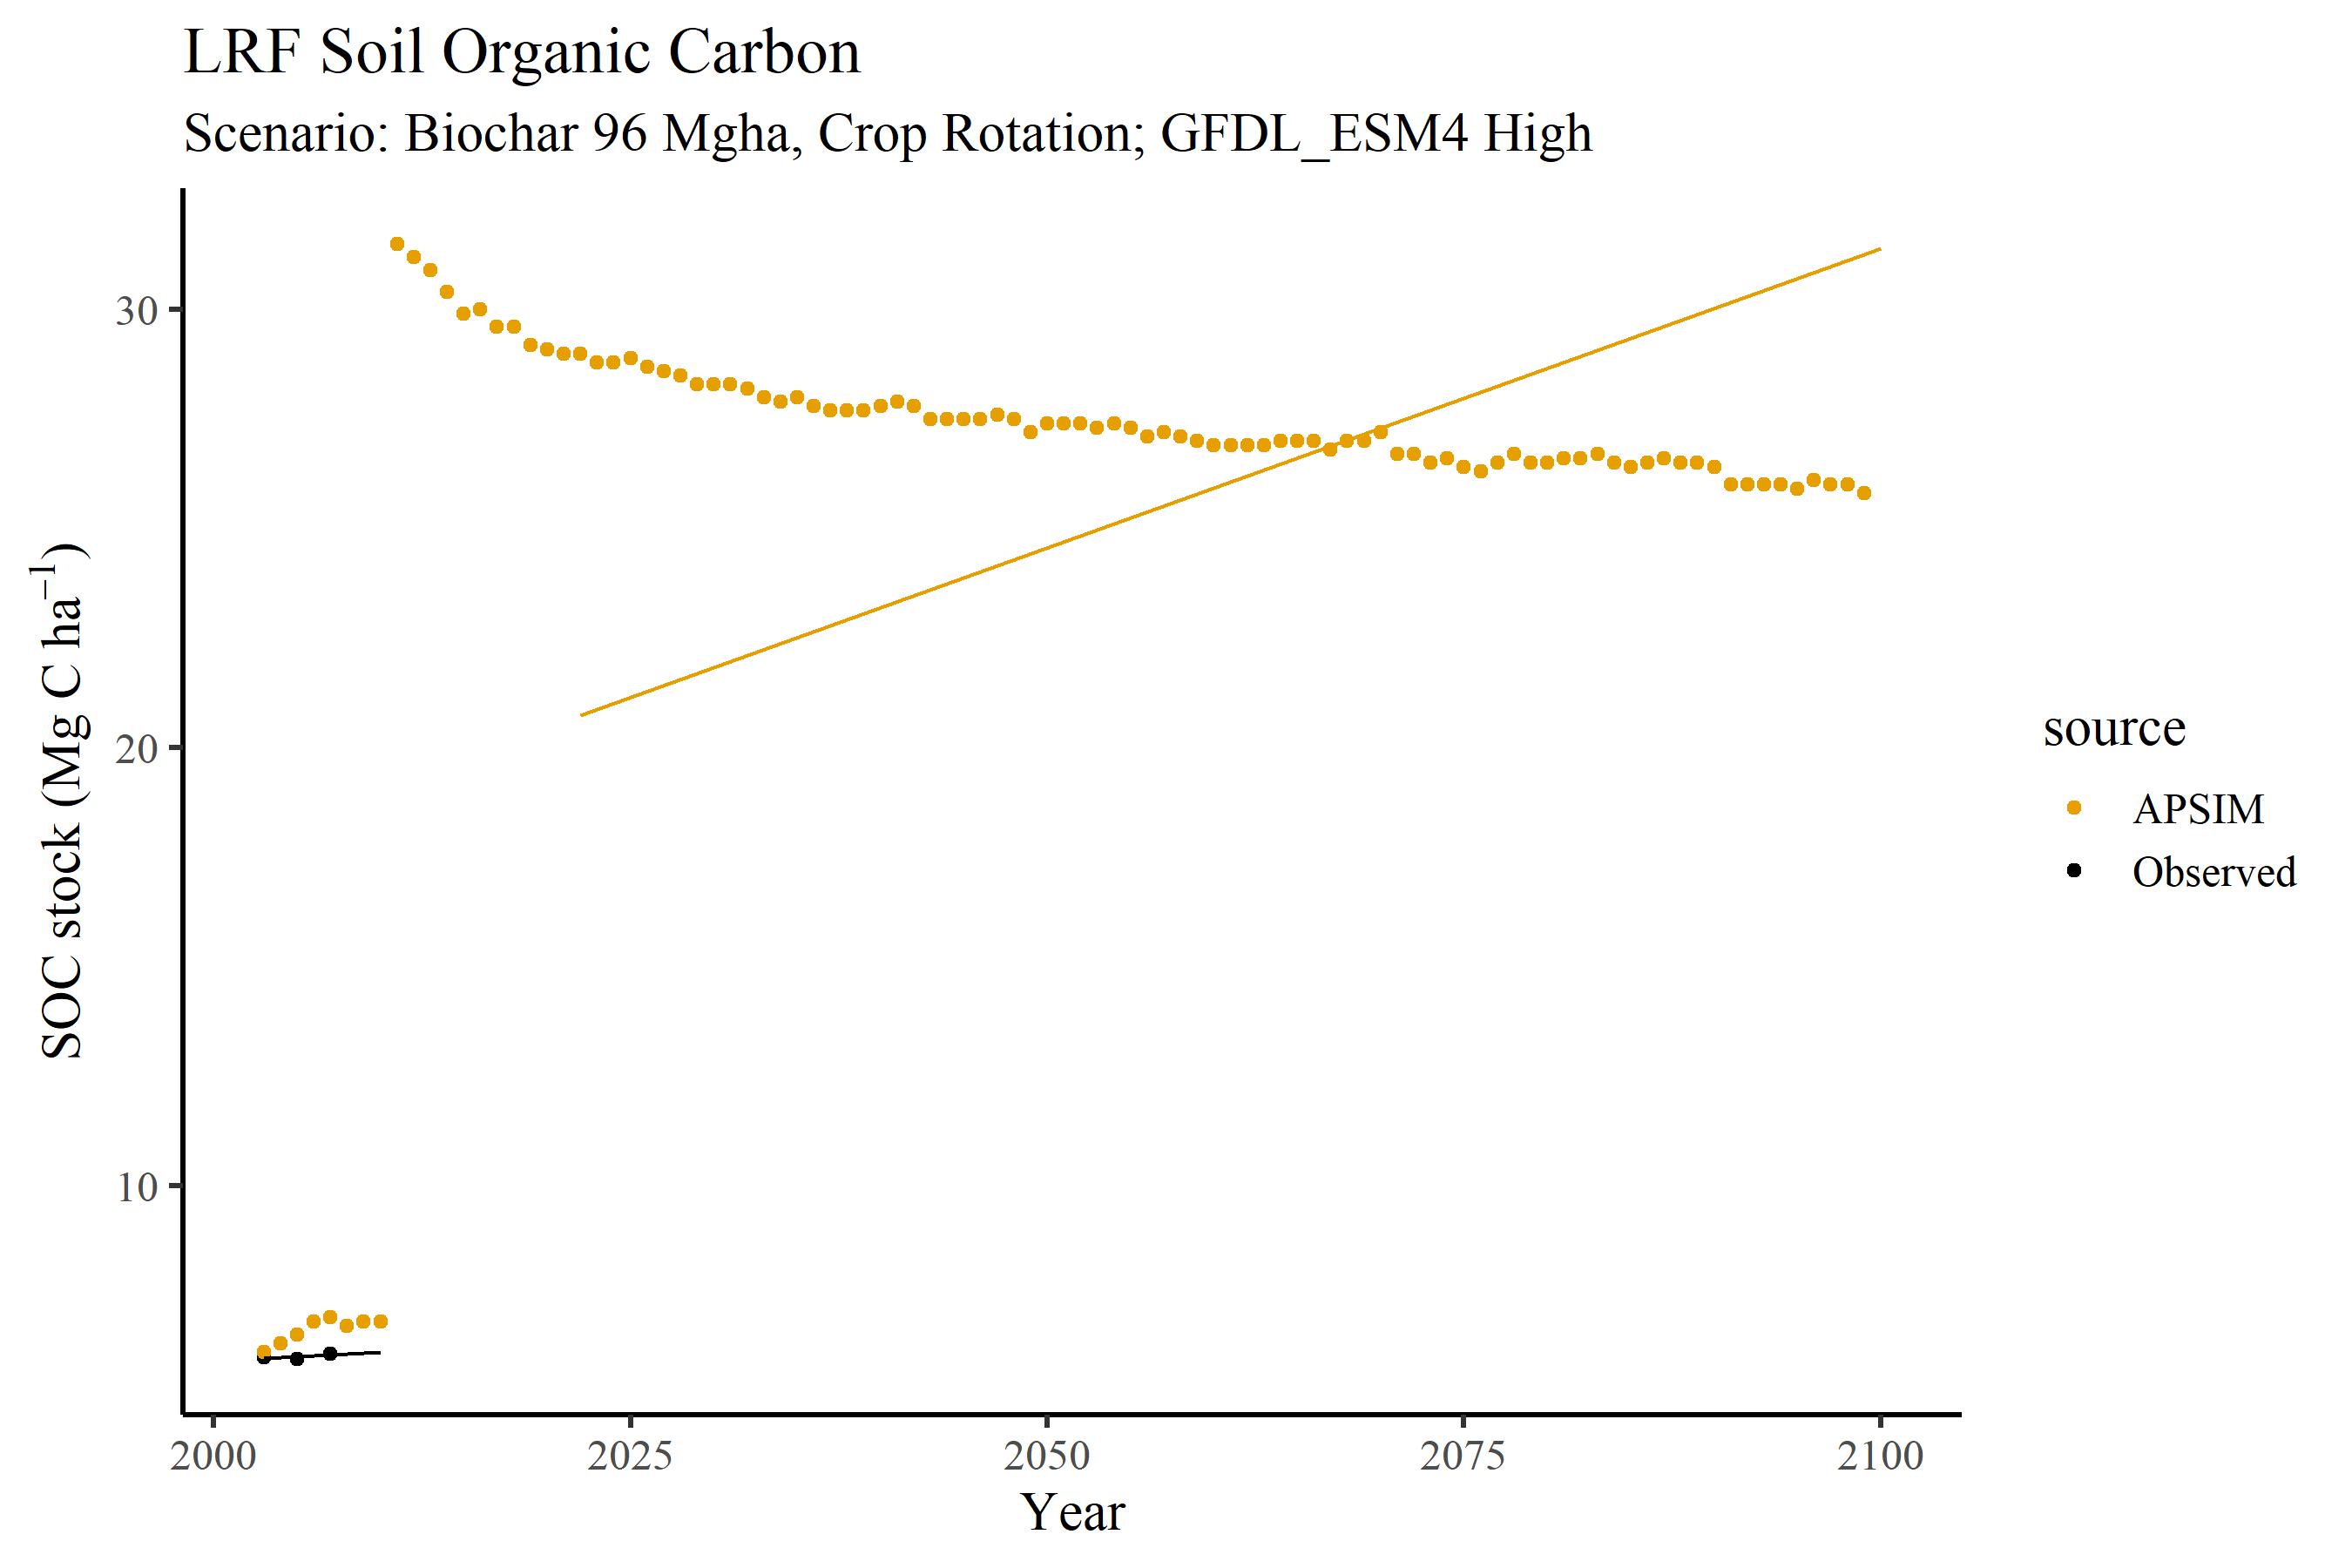 LRF Soil Organic Carbon
Scenario: Biochar 96 Mgha, Crop Rotation; GFDL_ESM4 High
SOC stock (Mg C ha⁻¹)
30
20
10
2000
2025
2050
2075
2100
Year
source
APSIM
Observed